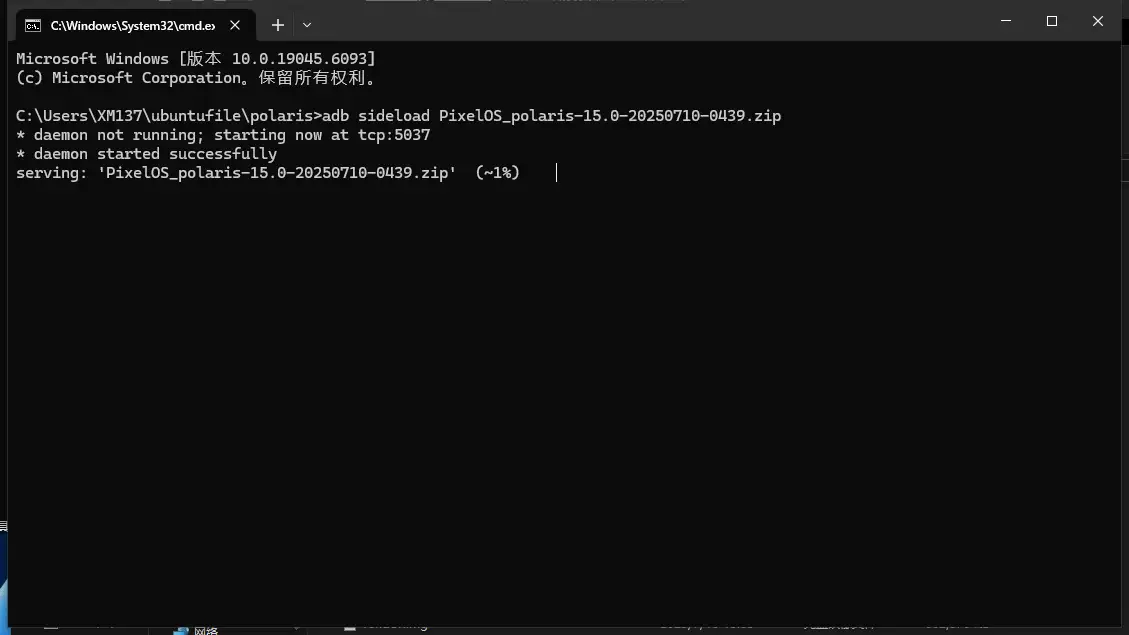 C:\Windows\System32\cmd.ex
Microsoft Windows [版本 10.0.19045.6093]
(c) Microsoft Corporation。保留所有权利。
C:\Users\XM137\ubuntufile\polaris>adb sideload PixelOS_polaris-15.0-20250710-0439.zip
* daemon not running; starting now at tcp:5037
* daemon started successfully
serving: 'PixelOS_polaris-15.0-20250710-0439.zip'  (~1%)
网络